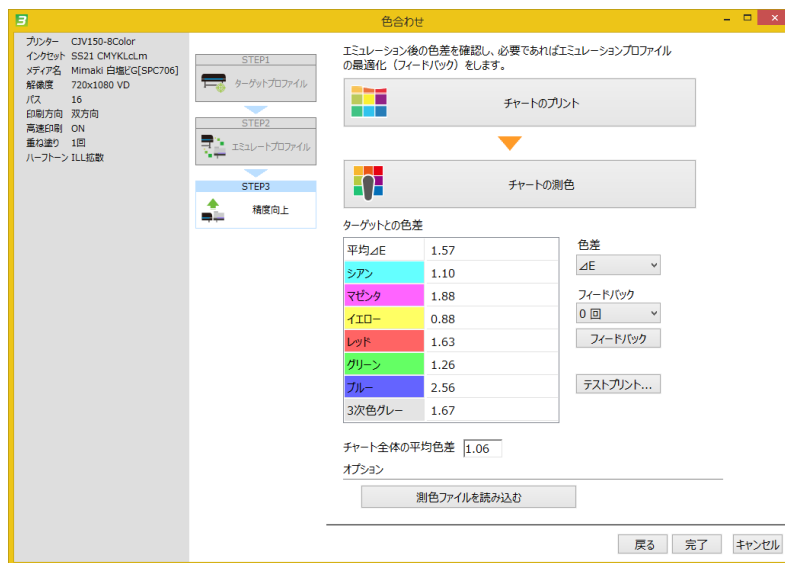 色合わせ
プリンター CJV150-8Color
インクセット SS21 CMYKLcLm
メディア名 Mimaki 白塩ビG[SPC706]
解像度 720x1080 VD
パス 16
印刷方向 双方向
高速印刷 ON
重ね塗り 1回
ハーフトーン ILL拡散
STEP1
ターゲットプロファイル
STEP2
エミュレートプロファイル
STEP3
精度向上
エミュレーション後の色差を確認し、必要であればエミュレーションプロファイル
の最適化（フィードバック）をします。
チャートのプリント
チャートの測色
ターゲットとの色差
平均⊿E 1.57
シアン 1.10
マゼンタ 1.88
イエロー 0.88
レッド 1.63
グリーン 1.26
ブルー 2.56
3次色グレー 1.67
色差
⊿E
フィードバック
0 回
フィードバック
テストプリント...
チャート全体の平均色差 1.06
オプション
測色ファイルを読み込む
戻る
完了
キャンセル